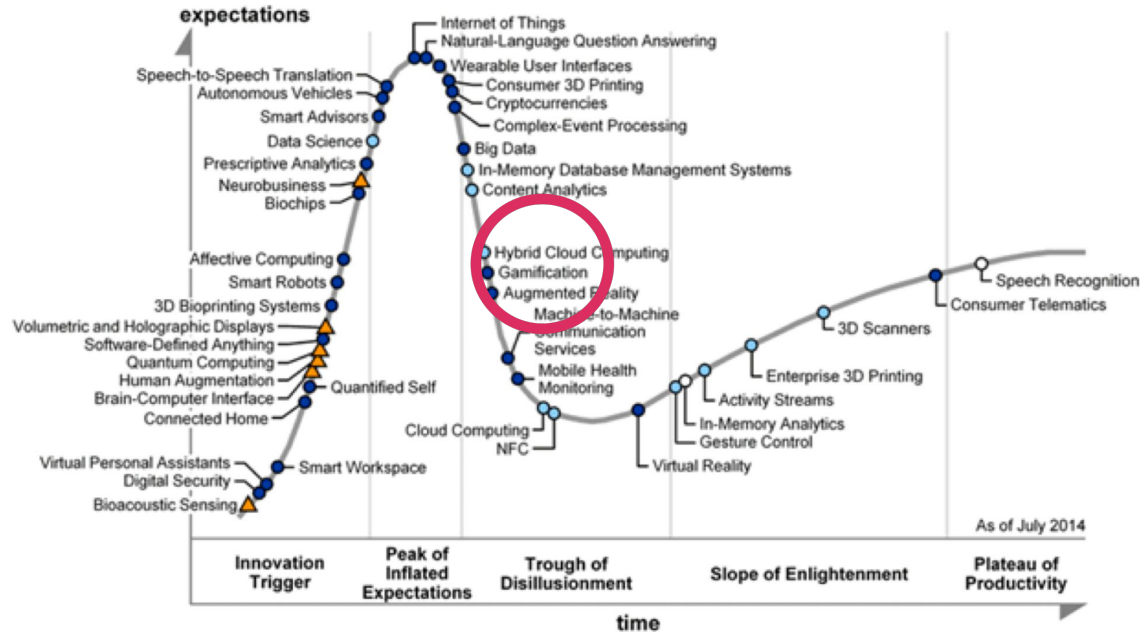 expectations
Internet of Things
Natural-Language Question Answering
Wearable User Interfaces
Speech-to-Speech Translation
Consumer 3D Printing
Autonomous Vehicles
Cryptocurrencies
Smart Advisors
Complex-Event Processing
Data Science
Big Data
Prescriptive Analytics
In-Memory Database Management Systems
Neurobusiness
Content Analytics
Biochips
Hybrid Cloud Computing
Affective Computing
Gamification
Speech Recognition
Smart Robots
Augmented Reality
Consumer Telematics
3D Bioprinting Systems
Machine-to-Machine
Communication
Services
Volumetric and Holographic Displays
3D Scanners
Software-Defined Anything
Quantum Computing
Mobile Health
Monitoring
Human Augmentation
Enterprise 3D Printing
Quantified Self
Brain-Computer Interface
Activity Streams
Connected Home
In-Memory Analytics
Cloud Computing
Gesture Control
NFC
Virtual Reality
Virtual Personal Assistants
Smart Workspace
Digital Security
Bioacoustic Sensing
As of July 2014
Innovation
Trigger
Peak of
Inflated
Expectations
Trough of
Disillusionment
Slope of Enlightenment
Plateau of
Productivity
time